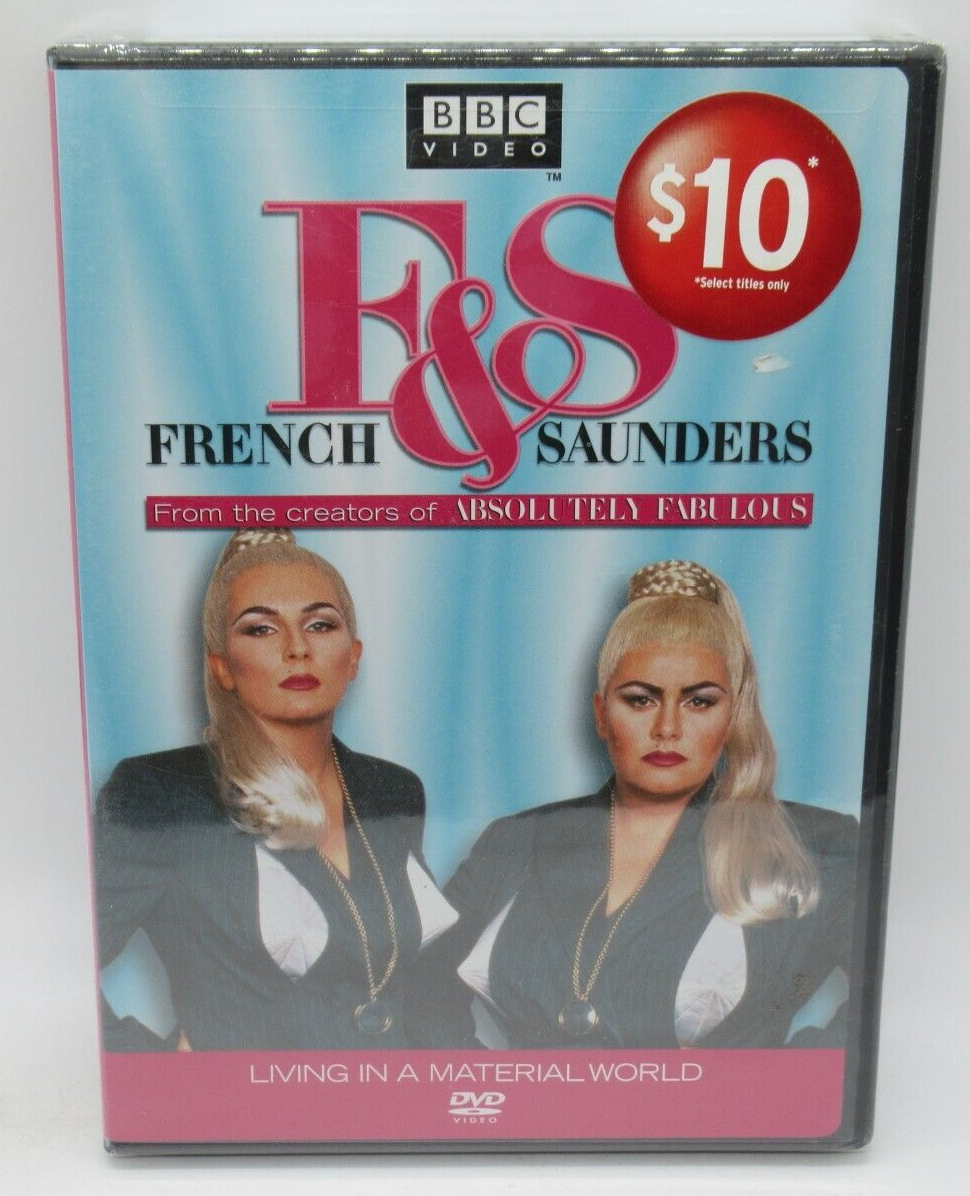 BBC
VIDEO
TM
$10*
*Select titles only
F&S
FRENCH SAUNDERS
From the creators of ABSOLUTELY FABULOUS
LIVING IN A MATERIAL WORLD
DVD
VIDEO